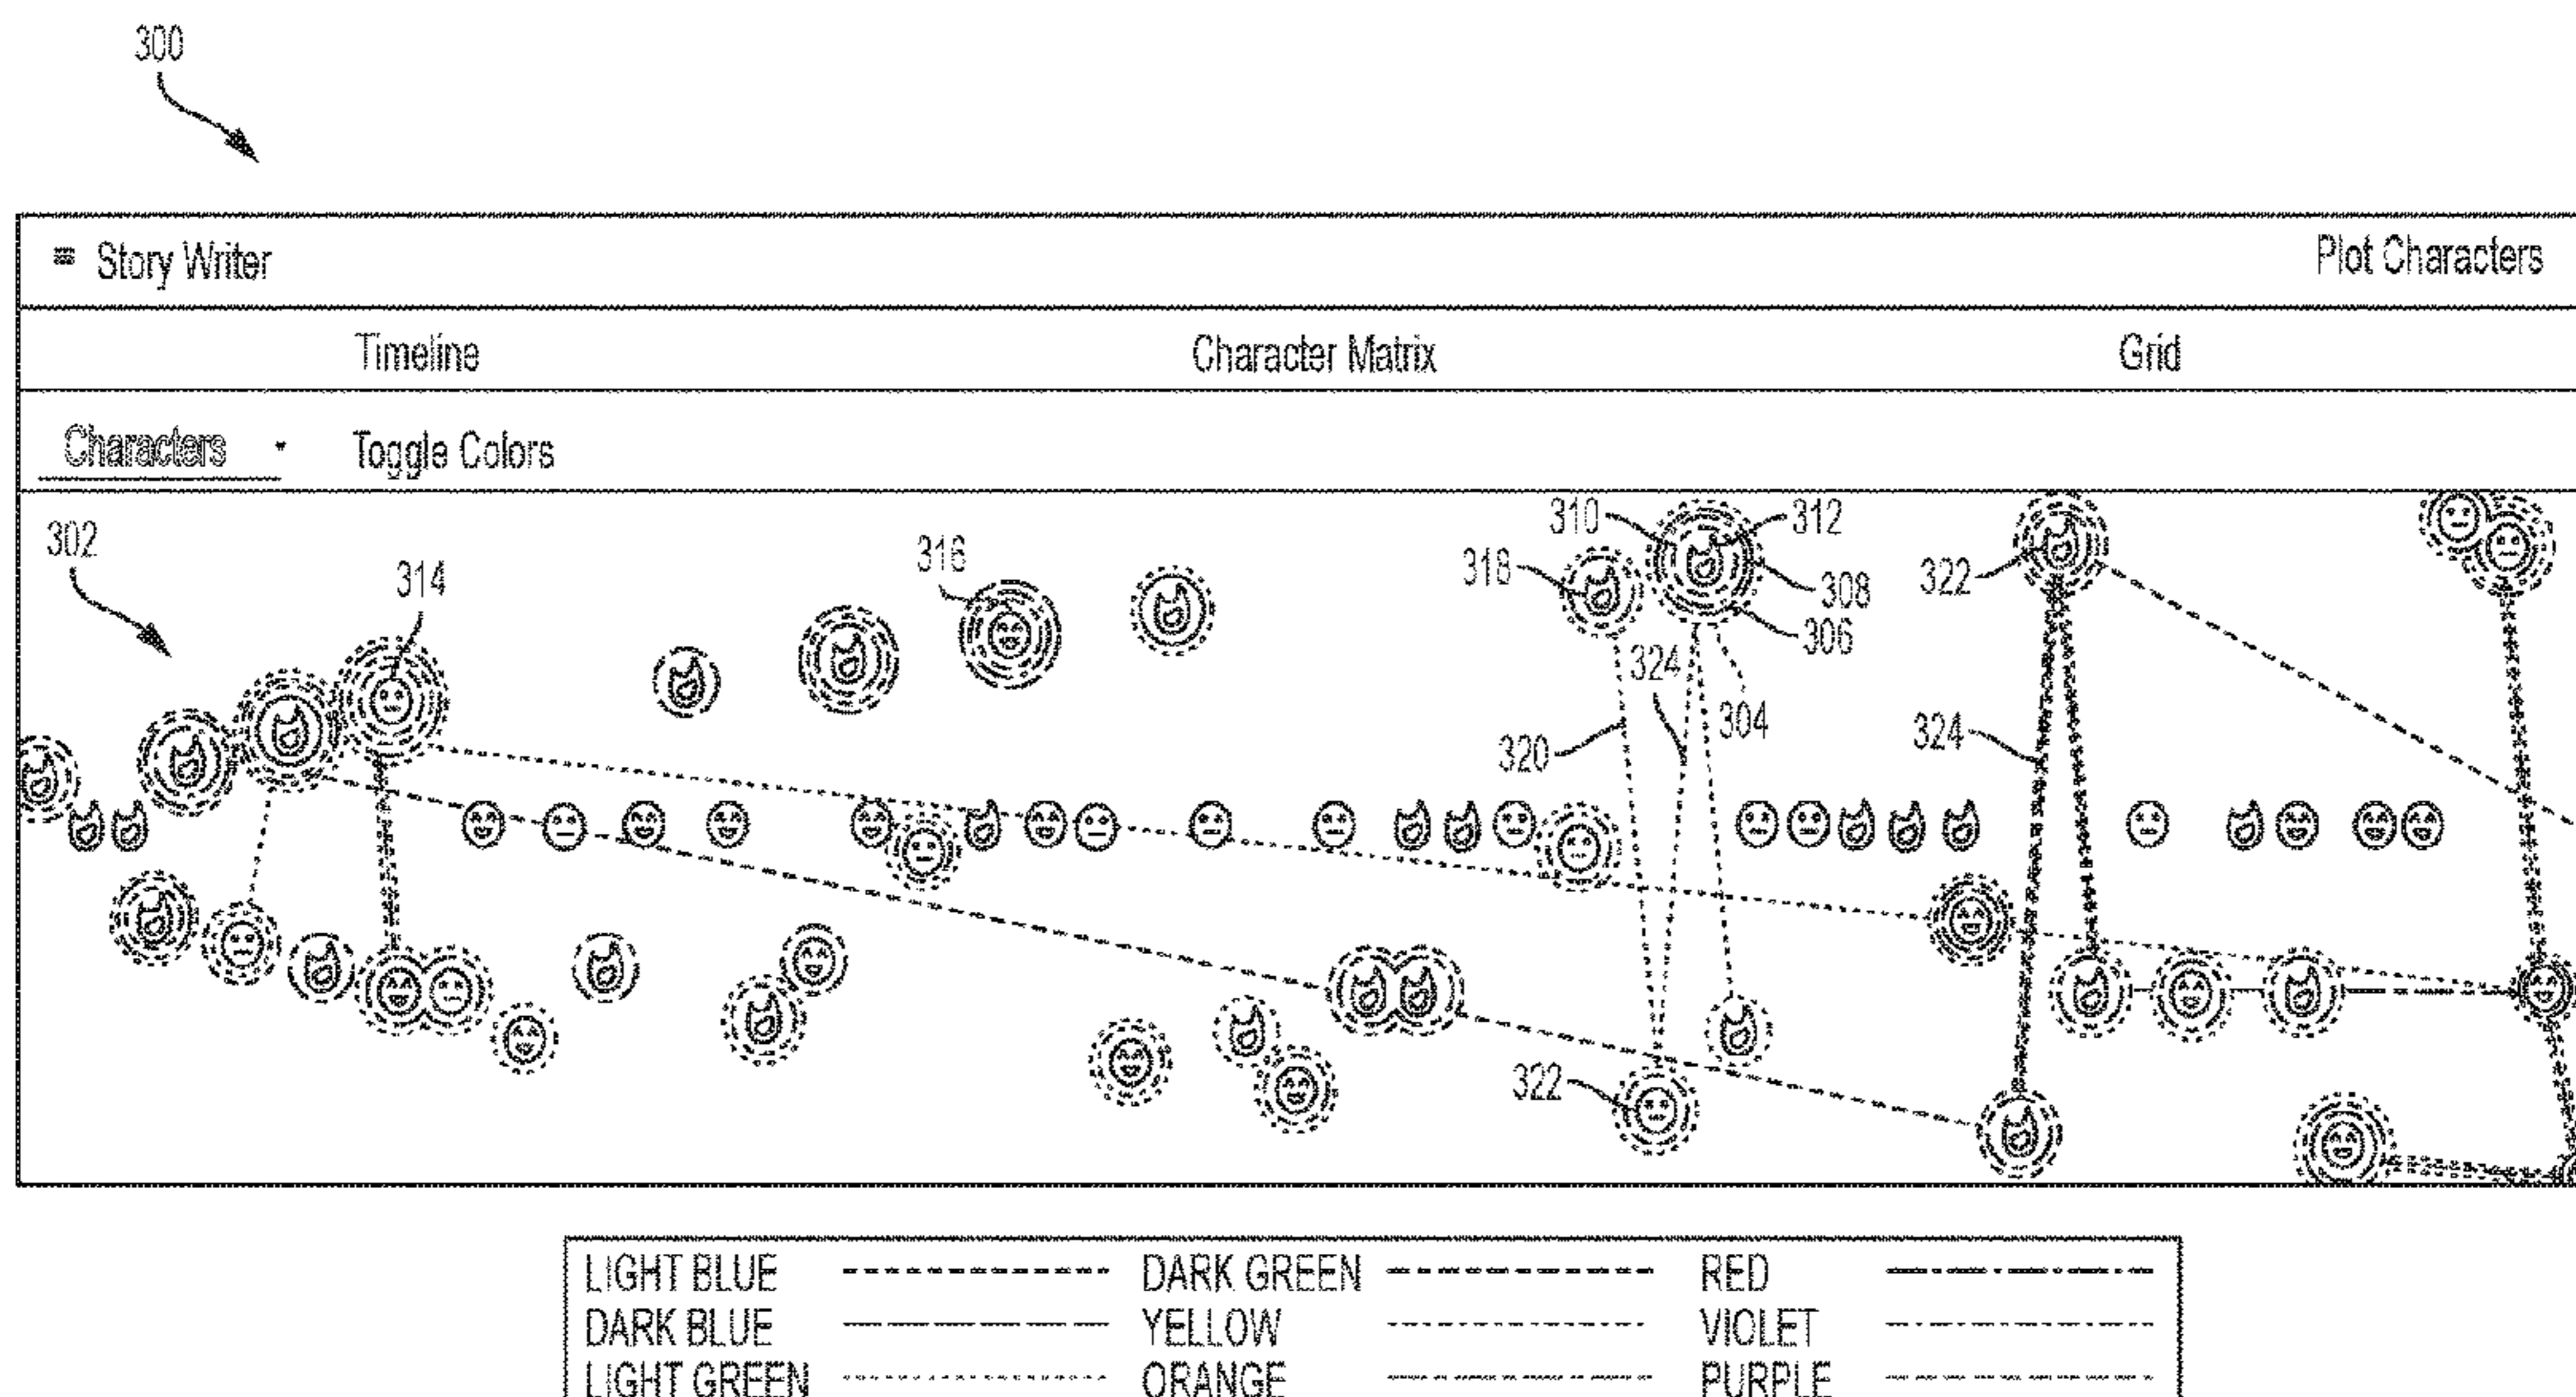 300
Story Writer Plot Characters
Timeline Character Matrix Grid
Characters Toggle Colors
302
314
316
318
310
312
308
306
304
324
320
322
324
322
LIGHT BLUE DARK GREEN RED
DARK BLUE YELLOW VIOLET
LIGHT GREEN ORANGE PURPLE